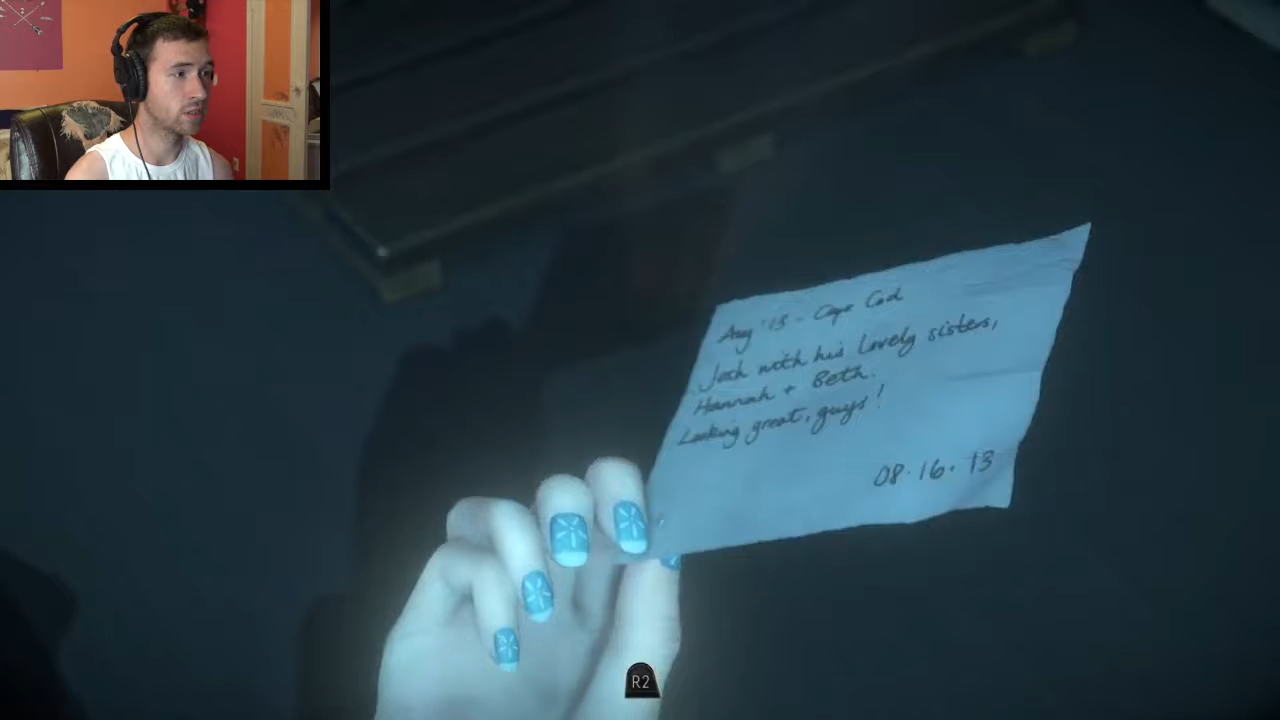 Aug '13 - Cape Cod
Josh with his lovely sisters,
Hannah + Beth.
Looking great, guys!
08.16.13
R2